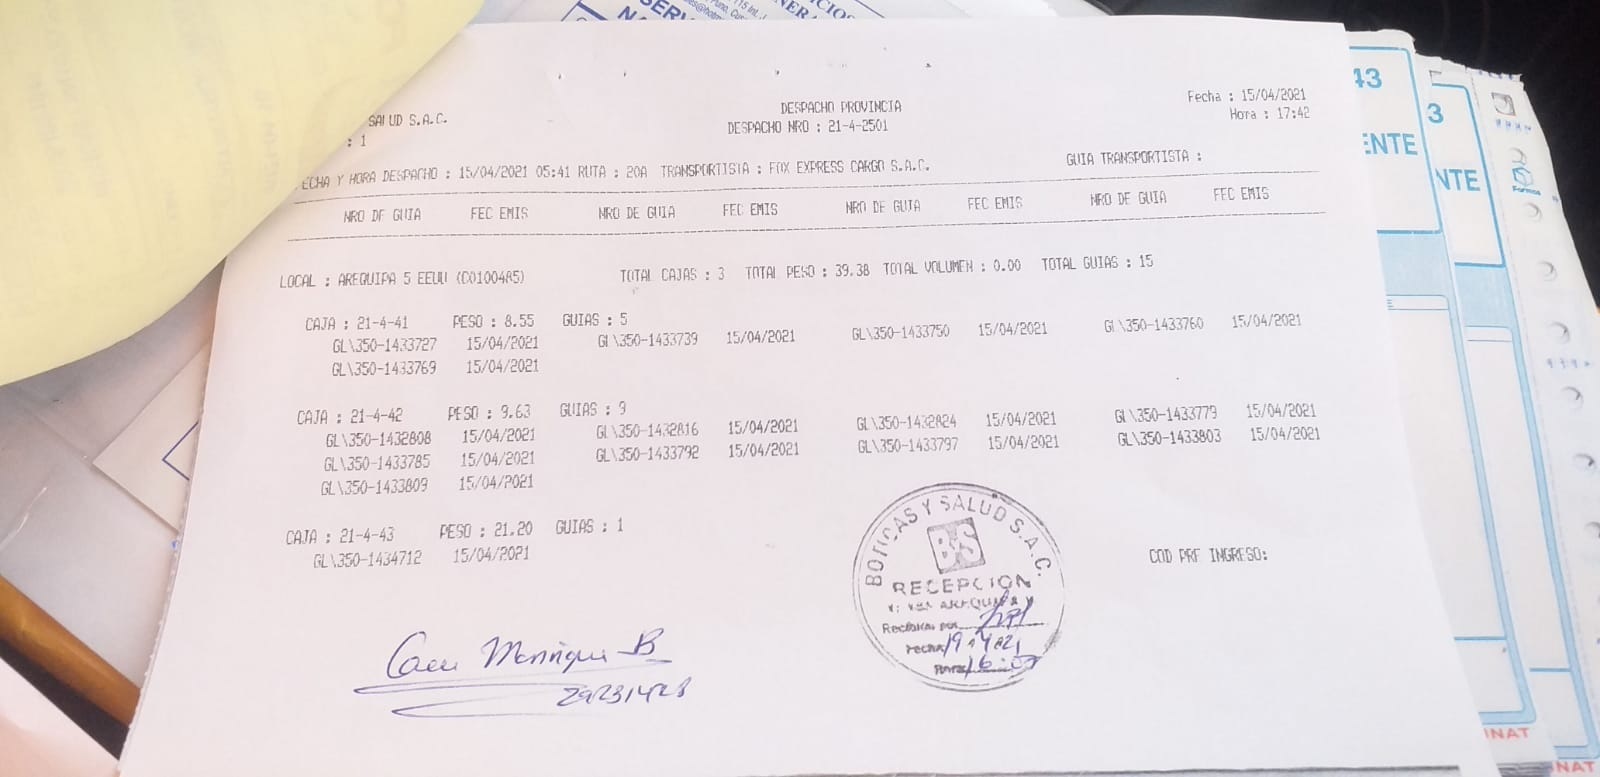 DESPACHO PROVINCIA
Fecha : 15/04/2021
SALUD S.A.C.
DESPACHO NRO : 21-4-2501
Hora : 17:42
: 1
ECHA Y HORA DESPACHO : 15/04/2021 05:41 RUTA : 20A TRANSPORTISTA : FOX EXPRESS CARGO S.A.C. GUIA TRANSPORTISTA :
NRO DE GUIA FEC EMIS NRO DE GUIA FEC EMIS NRO DE GUIA FEC EMIS NRO DE GUIA FEC EMIS
LOCAL : AREQUIPA 5 EEUU (C0100485) TOTAL CAJAS : 3 TOTAL PESO : 39.38 TOTAL VOLUMEN : 0.00 TOTAL GUIAS : 15
CAJA : 21-4-41 PESO : 8.55 GUIAS : 5
GL\350-1433727 15/04/2021 GL\350-1433739 15/04/2021 GL\350-1433750 15/04/2021 GL\350-1433760 15/04/2021
GL\350-1433769 15/04/2021
CAJA : 21-4-42 PESO : 9.63 GUIAS : 9
GL\350-1432808 15/04/2021 GL\350-1432816 15/04/2021 GL\350-1432824 15/04/2021 GL\350-1433779 15/04/2021
GL\350-1433785 15/04/2021 GL\350-1433792 15/04/2021 GL\350-1433797 15/04/2021 GL\350-1433803 15/04/2021
GL\350-1433809 15/04/2021
CAJA : 21-4-43 PESO : 21.20 GUIAS : 1
GL\350-1434712 15/04/2021
COD PRF INGRESO:
BOTICAS Y SALUD S.A.C.
BS
RECEPCION
AREQUIPA
Recibido por
Fecha 19 4 21
Hora 16:
Manrique B
43
ENTE
3
NTE
INAT
NAT